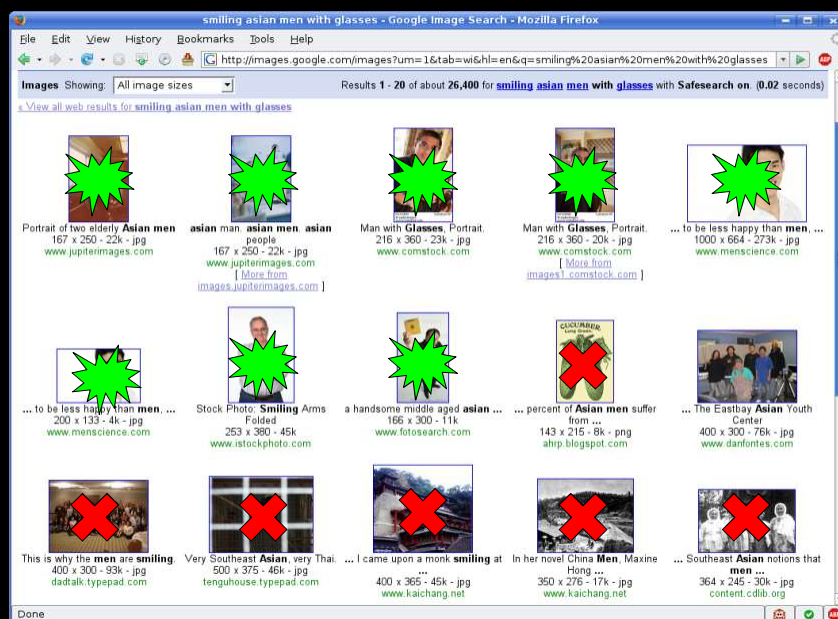 smiling asian men with glasses - Google Image Search - Mozilla Firefox
File Edit View History Bookmarks Tools Help
G http://images.google.com/images?um=1&tab=wi&hl=en&q=smiling%20asian%20men%20with%20glasses ABP
Images Showing: All image sizes Results 1 - 20 of about 26,400 for smiling asian men with glasses with Safesearch on. (0.02 seconds)
« View all web results for smiling asian men with glasses
Portrait of two elderly Asian men
167 x 250 - 22k - jpg
www.jupiterimages.com
asian man. asian men. asian
people
167 x 250 - 22k - jpg
www.jupiterimages.com
[ More from
images.jupiterimages.com ]
Man with Glasses, Portrait.
216 x 360 - 23k - jpg
www.comstock.com
Man with Glasses, Portrait.
216 x 360 - 20k - jpg
www.comstock.com
[ More from
images1.comstock.com ]
... to be less happy than men, ...
1000 x 664 - 273k - jpg
www.menscience.com
... to be less happy than men, ...
200 x 133 - 4k - jpg
www.menscience.com
Stock Photo: Smiling Arms
Folded
253 x 380 - 45k
www.istockphoto.com
a handsome middle aged asian ...
166 x 300 - 11k
www.fotosearch.com
CUCUMBER.
Long Green.
... percent of Asian men suffer
from ...
143 x 215 - 8k - png
ahrp.blogspot.com
... The Eastbay Asian Youth
Center
400 x 300 - 76k - jpg
www.danfontes.com
This is why the men are smiling.
400 x 300 - 93k - jpg
dadtalk.typepad.com
Very Southeast Asian, very Thai.
500 x 375 - 46k - jpg
tenguhouse.typepad.com
... I came upon a monk smiling at
...
400 x 365 - 45k - jpg
www.kaichang.net
In her novel China Men, Maxine
Hong ...
350 x 276 - 17k - jpg
www.kaichang.net
... Southeast Asian notions that
men ...
364 x 245 - 30k - jpg
content.cdlib.org
Done
ABP